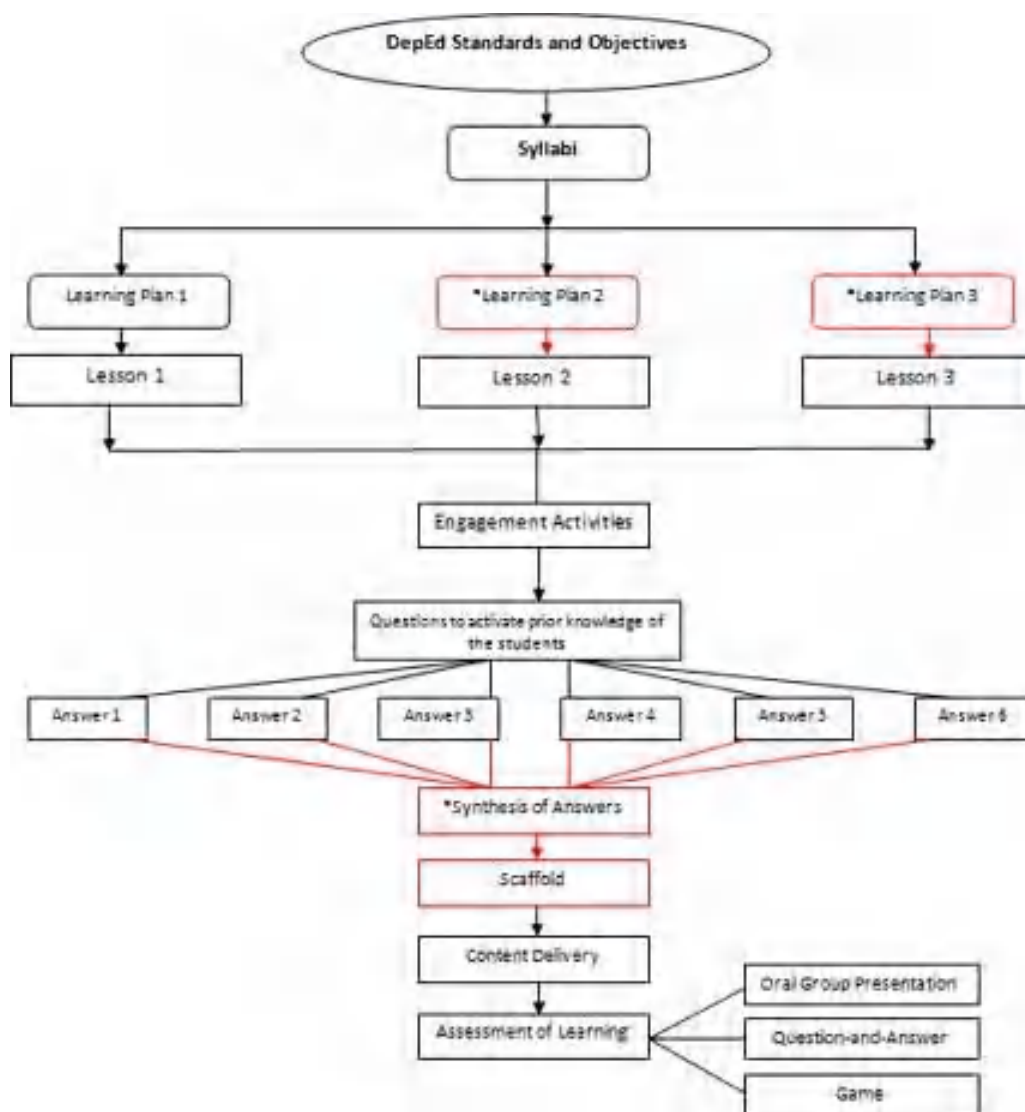 DepEd Standards and Objectives
Syllabi
Learning Plan 1
*Learning Plan 2
*Learning Plan 3
Lesson 1
Lesson 2
Lesson 3
Engagement Activities
Questions to activate prior knowledge of
the students
Answer 1
Answer 2
Answer 3
Answer 4
Answer 5
Answer 6
*Synthesis of Answers
Scaffold
Content Delivery
Oral Group Presentation
Assessment of Learning
Question-and-Answer
Game